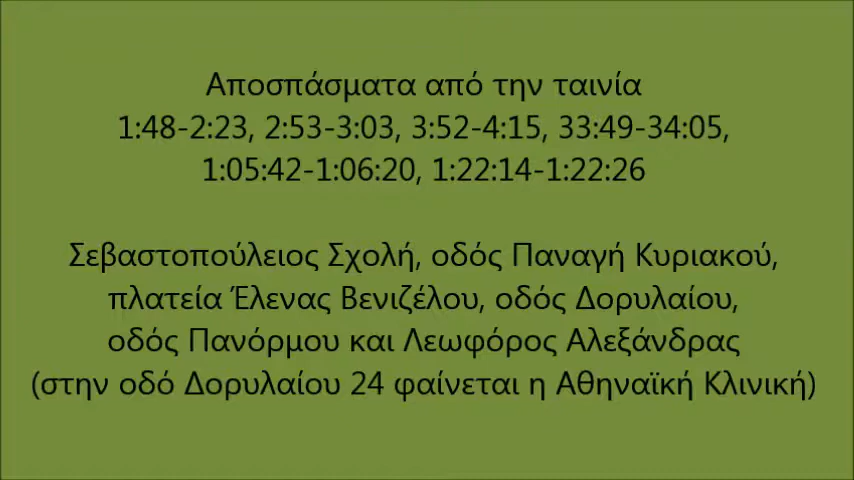 Αποσπάσματα από την ταινία
1:48-2:23, 2:53-3:03, 3:52-4:15, 33:49-34:05,
1:05:42-1:06:20, 1:22:14-1:22:26
Σεβαστοπούλειος Σχολή, οδός Παναγή Κυριακού,
πλατεία Έλενας Βενιζέλου, οδός Δορυλαίου,
οδός Πανόρμου και Λεωφόρος Αλεξάνδρας
(στην οδό Δορυλαίου 24 φαίνεται η Αθηναϊκή Κλινική)